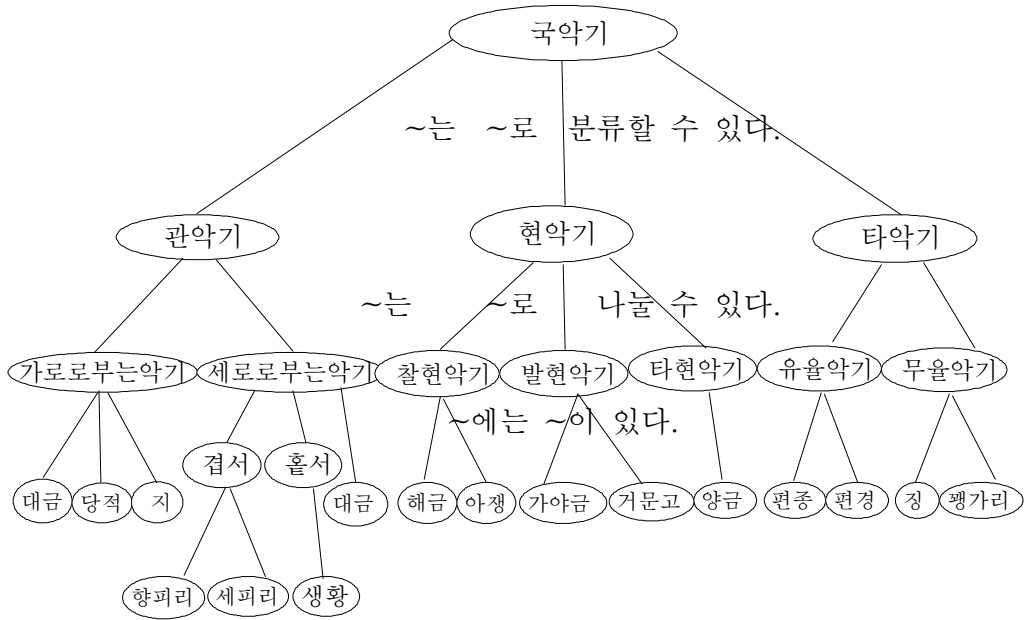 국악기
~는 ~로 분류할 수 있다.
관악기 현악기 타악기
~는 ~로 나눌 수 있다.
가로로부는악기 세로로부는악기 찰현악기 발현악기 타현악기 유율악기 무율악기
~에는 ~이 있다.
겹서 홑서
대금 당적 지 대금 해금 아쟁 가야금 거문고 양금 편종 편경 징 꽹가리
향피리 세피리 생황